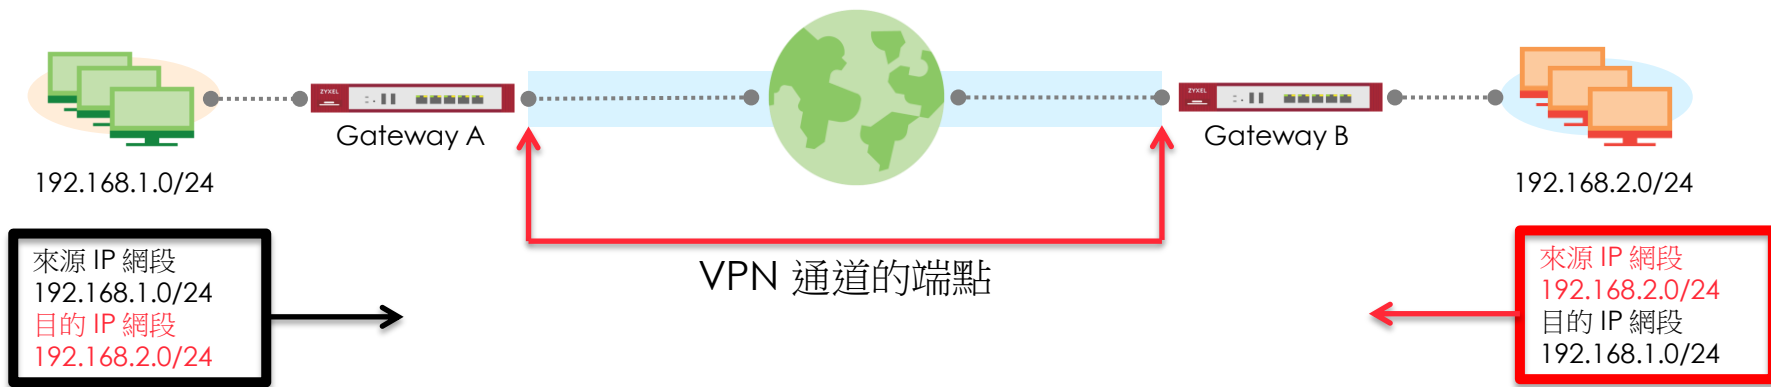 ZYXEL
ZYXEL
Gateway A
Gateway B
192.168.1.0/24
192.168.2.0/24
VPN 通道的端點
來源 IP 網段
192.168.1.0/24
目的 IP 網段
192.168.2.0/24
來源 IP 網段
192.168.2.0/24
目的 IP 網段
192.168.1.0/24